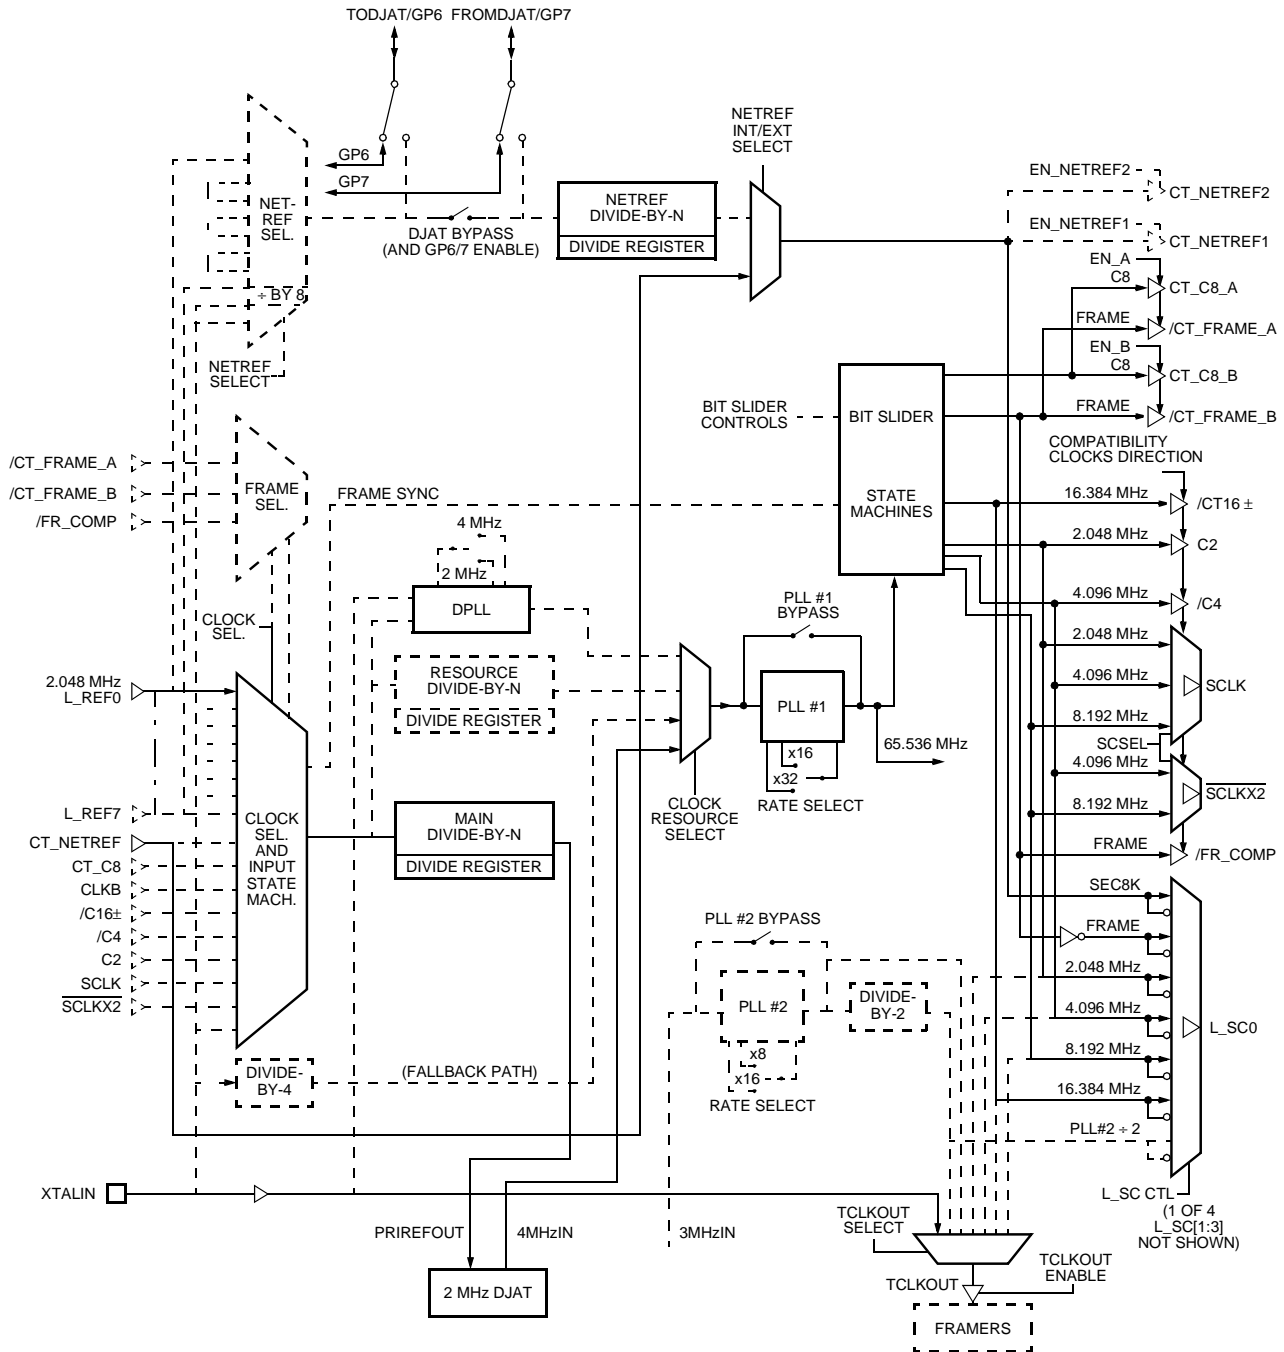 TODJAT/GP6 FROMDJAT/GP7
NETREF
INT/EXT
SELECT
GP6
GP7
NET-
REF
SEL.
÷ BY 8
NETREF
SELECT
DJAT BYPASS
(AND GP6/7 ENABLE)
NETREF
DIVIDE-BY-N
DIVIDE REGISTER
EN_NETREF2
CT_NETREF2
EN_NETREF1
CT_NETREF1
EN_A
C8
CT_C8_A
FRAME
/CT_FRAME_A
EN_B
C8
CT_C8_B
FRAME
/CT_FRAME_B
BIT SLIDER
CONTROLS
BIT SLIDER
STATE
MACHINES
COMPATIBILITY
CLOCKS DIRECTION
16.384 MHz
/CT16 ±
2.048 MHz
C2
4.096 MHz
/C4
2.048 MHz
4.096 MHz
SCLK
8.192 MHz
SCSEL
4.096 MHz
SCLKX2
8.192 MHz
FRAME
/FR_COMP
/CT_FRAME_A
/CT_FRAME_B
/FR_COMP
FRAME
SEL.
FRAME SYNC
4 MHz
2 MHz
DPLL
CLOCK
SEL.
RESOURCE
DIVIDE-BY-N
DIVIDE REGISTER
PLL #1
BYPASS
PLL #1
x16
x32
RATE SELECT
65.536 MHz
CLOCK
RESOURCE
SELECT
2.048 MHz
L_REF0
L_REF7
CT_NETREF
CT_C8
CLKB
/C16±
/C4
C2
SCLK
SCLKX2
CLOCK
SEL.
AND
INPUT
STATE
MACH.
MAIN
DIVIDE-BY-N
DIVIDE REGISTER
DIVIDE-
BY-4
(FALLBACK PATH)
PLL #2 BYPASS
PLL #2
DIVIDE-
BY-2
x8
x16
RATE SELECT
SEC8K
FRAME
2.048 MHz
4.096 MHz
L_SC0
8.192 MHz
16.384 MHz
PLL#2 ÷ 2
L_SC CTL
(1 OF 4
L_SC[1:3]
NOT SHOWN)
XTALIN
PRIREFOUT
4MHzIN
3MHzIN
2 MHz DJAT
TCLKOUT
SELECT
TCLKOUT
TCLKOUT
ENABLE
FRAMERS